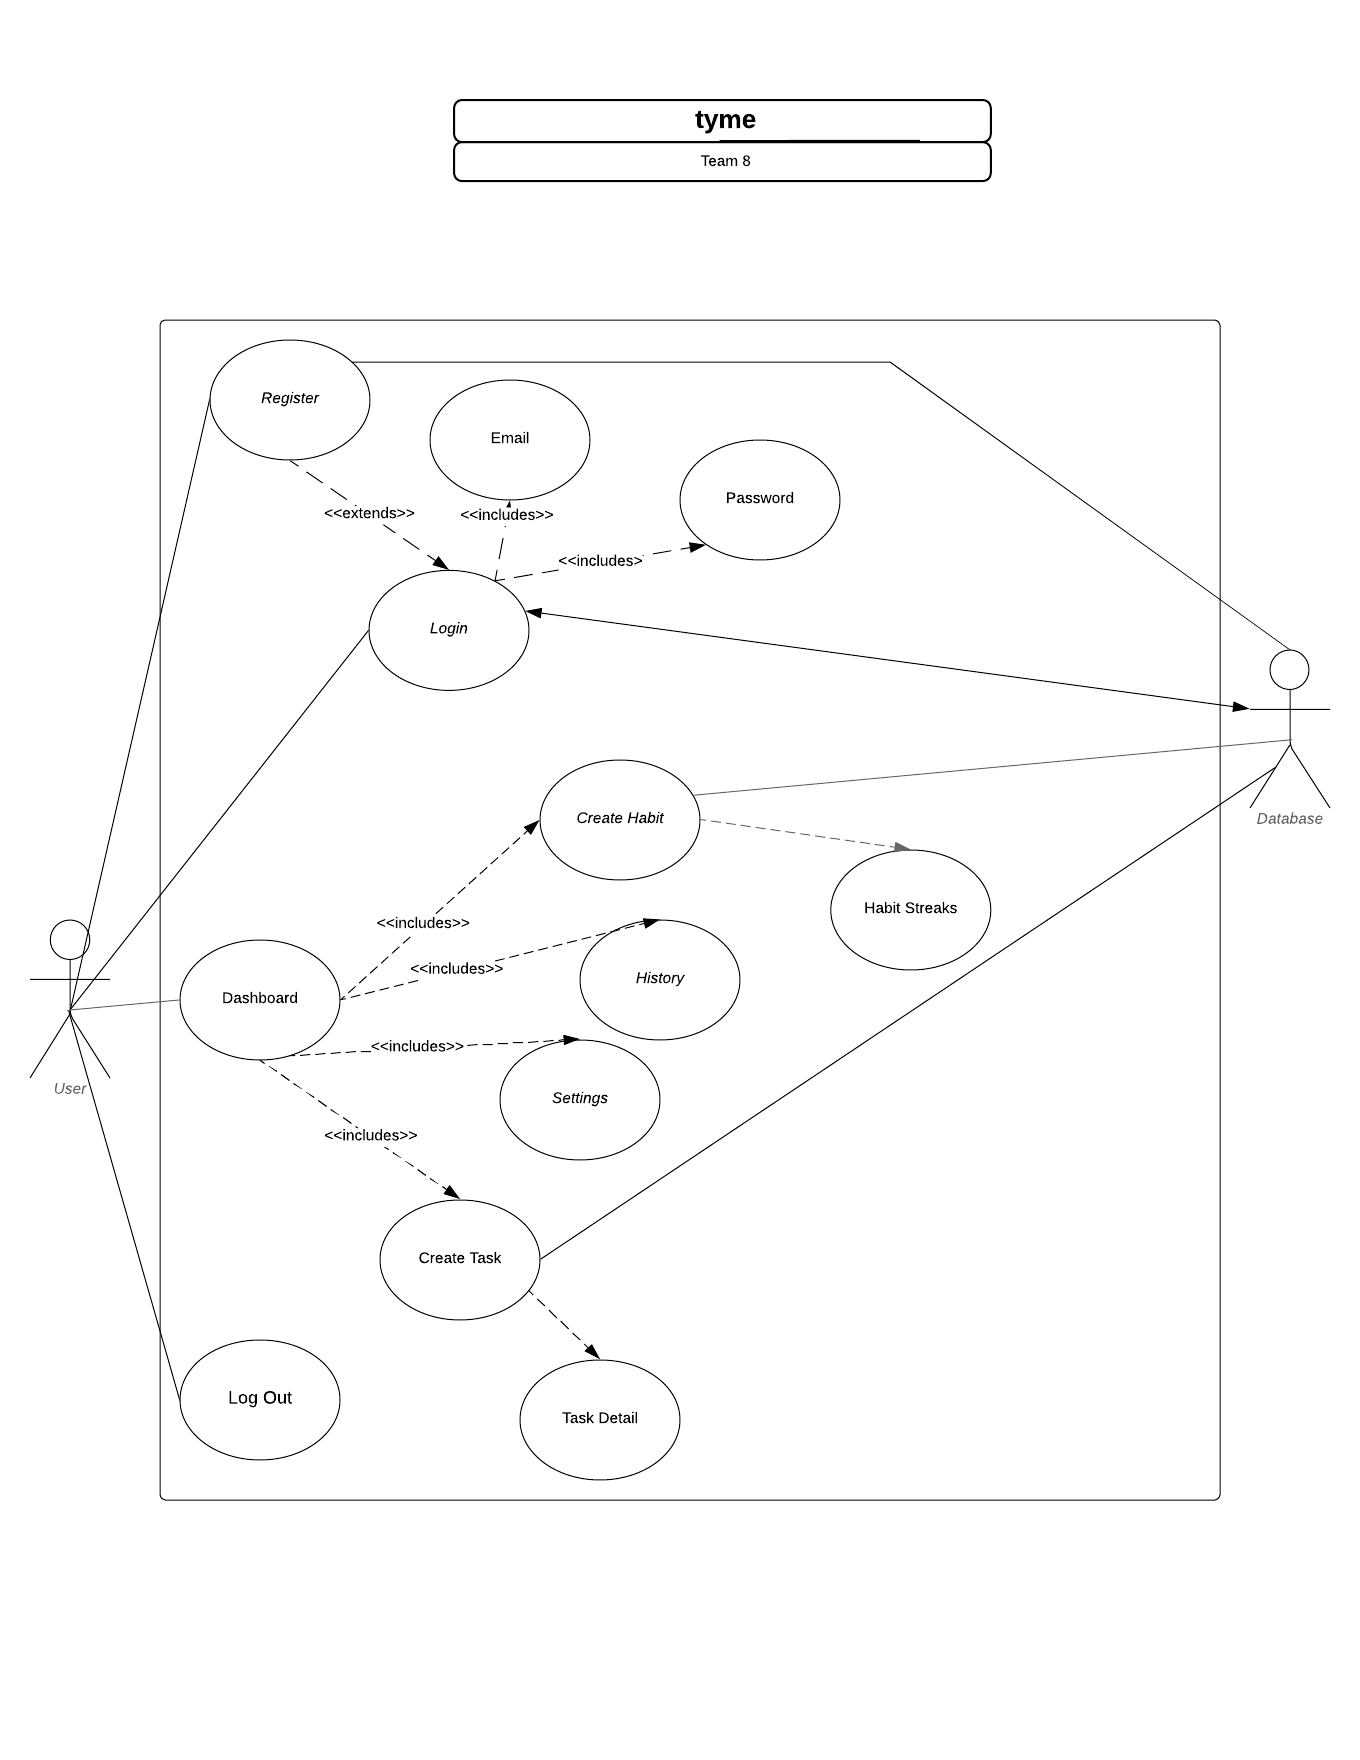 tyme
Team 8
Register
Email
Password
<<extends>>
<<includes>>
<<includes>
Login
Create Habit
Database
Habit Streaks
<<includes>>
<<includes>>
History
Dashboard
<<includes>>
User
Settings
<<includes>>
Create Task
Log Out
Task Detail